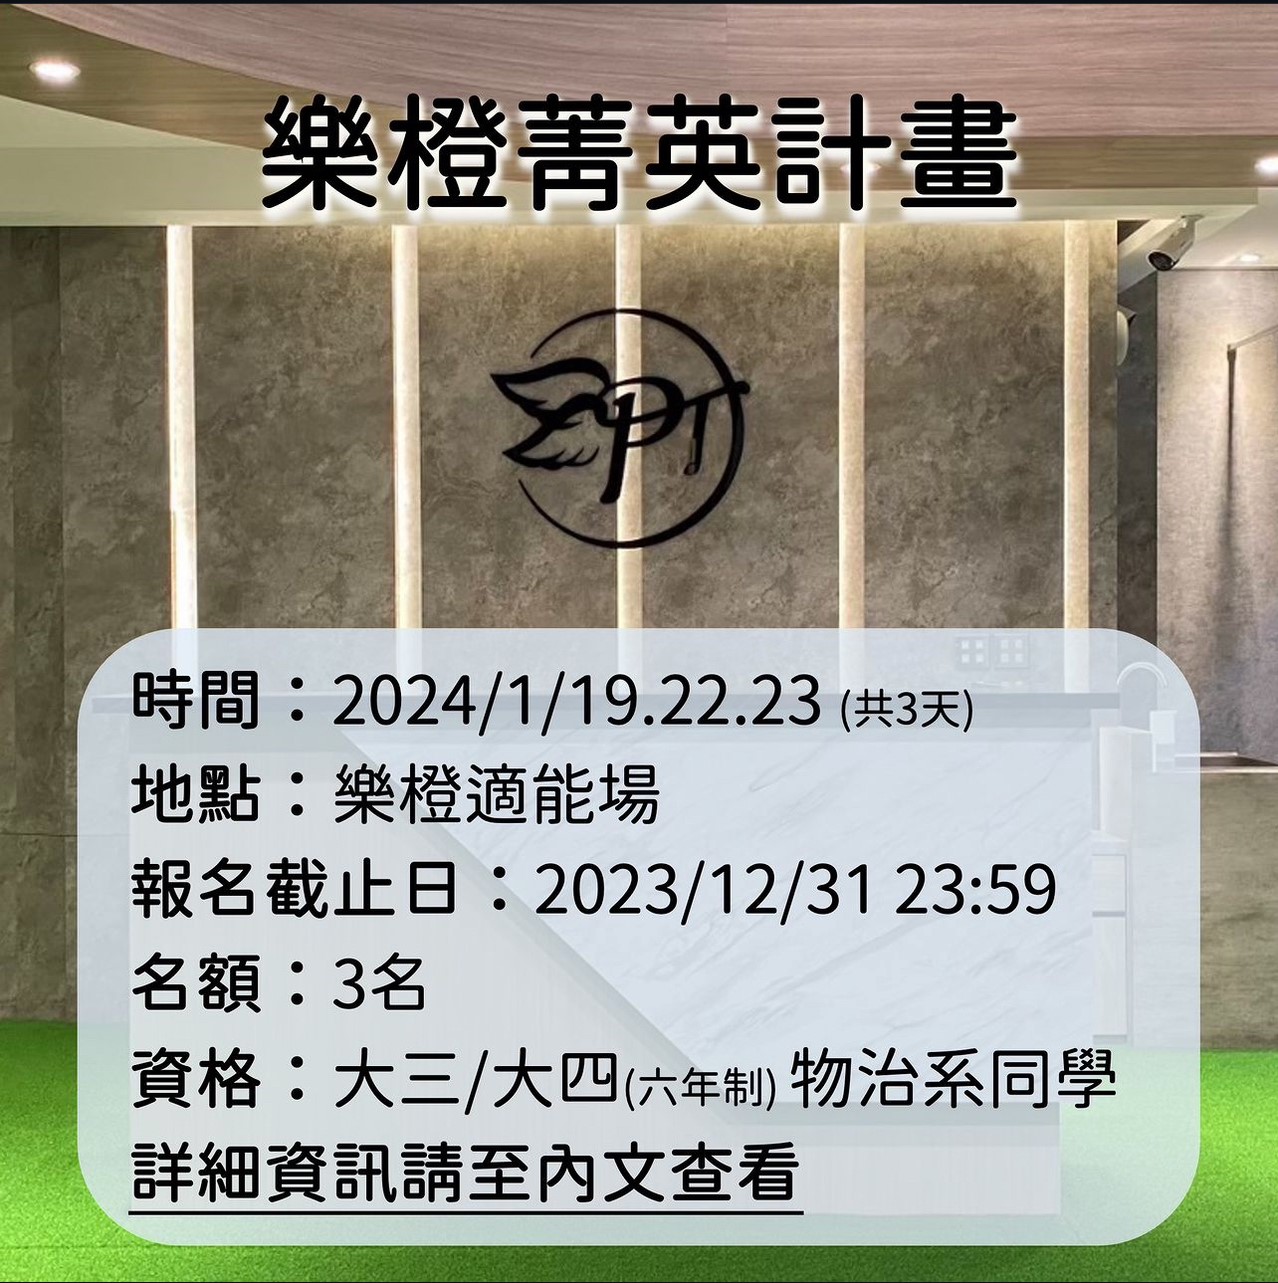 樂橙菁英計畫
PT
時間：2024/1/19.22.23 (共3天)
地點：樂橙適能場
報名截止日：2023/12/31 23:59
名額：3名
資格：大三/大四(六年制) 物治系同學
詳細資訊請至內文查看